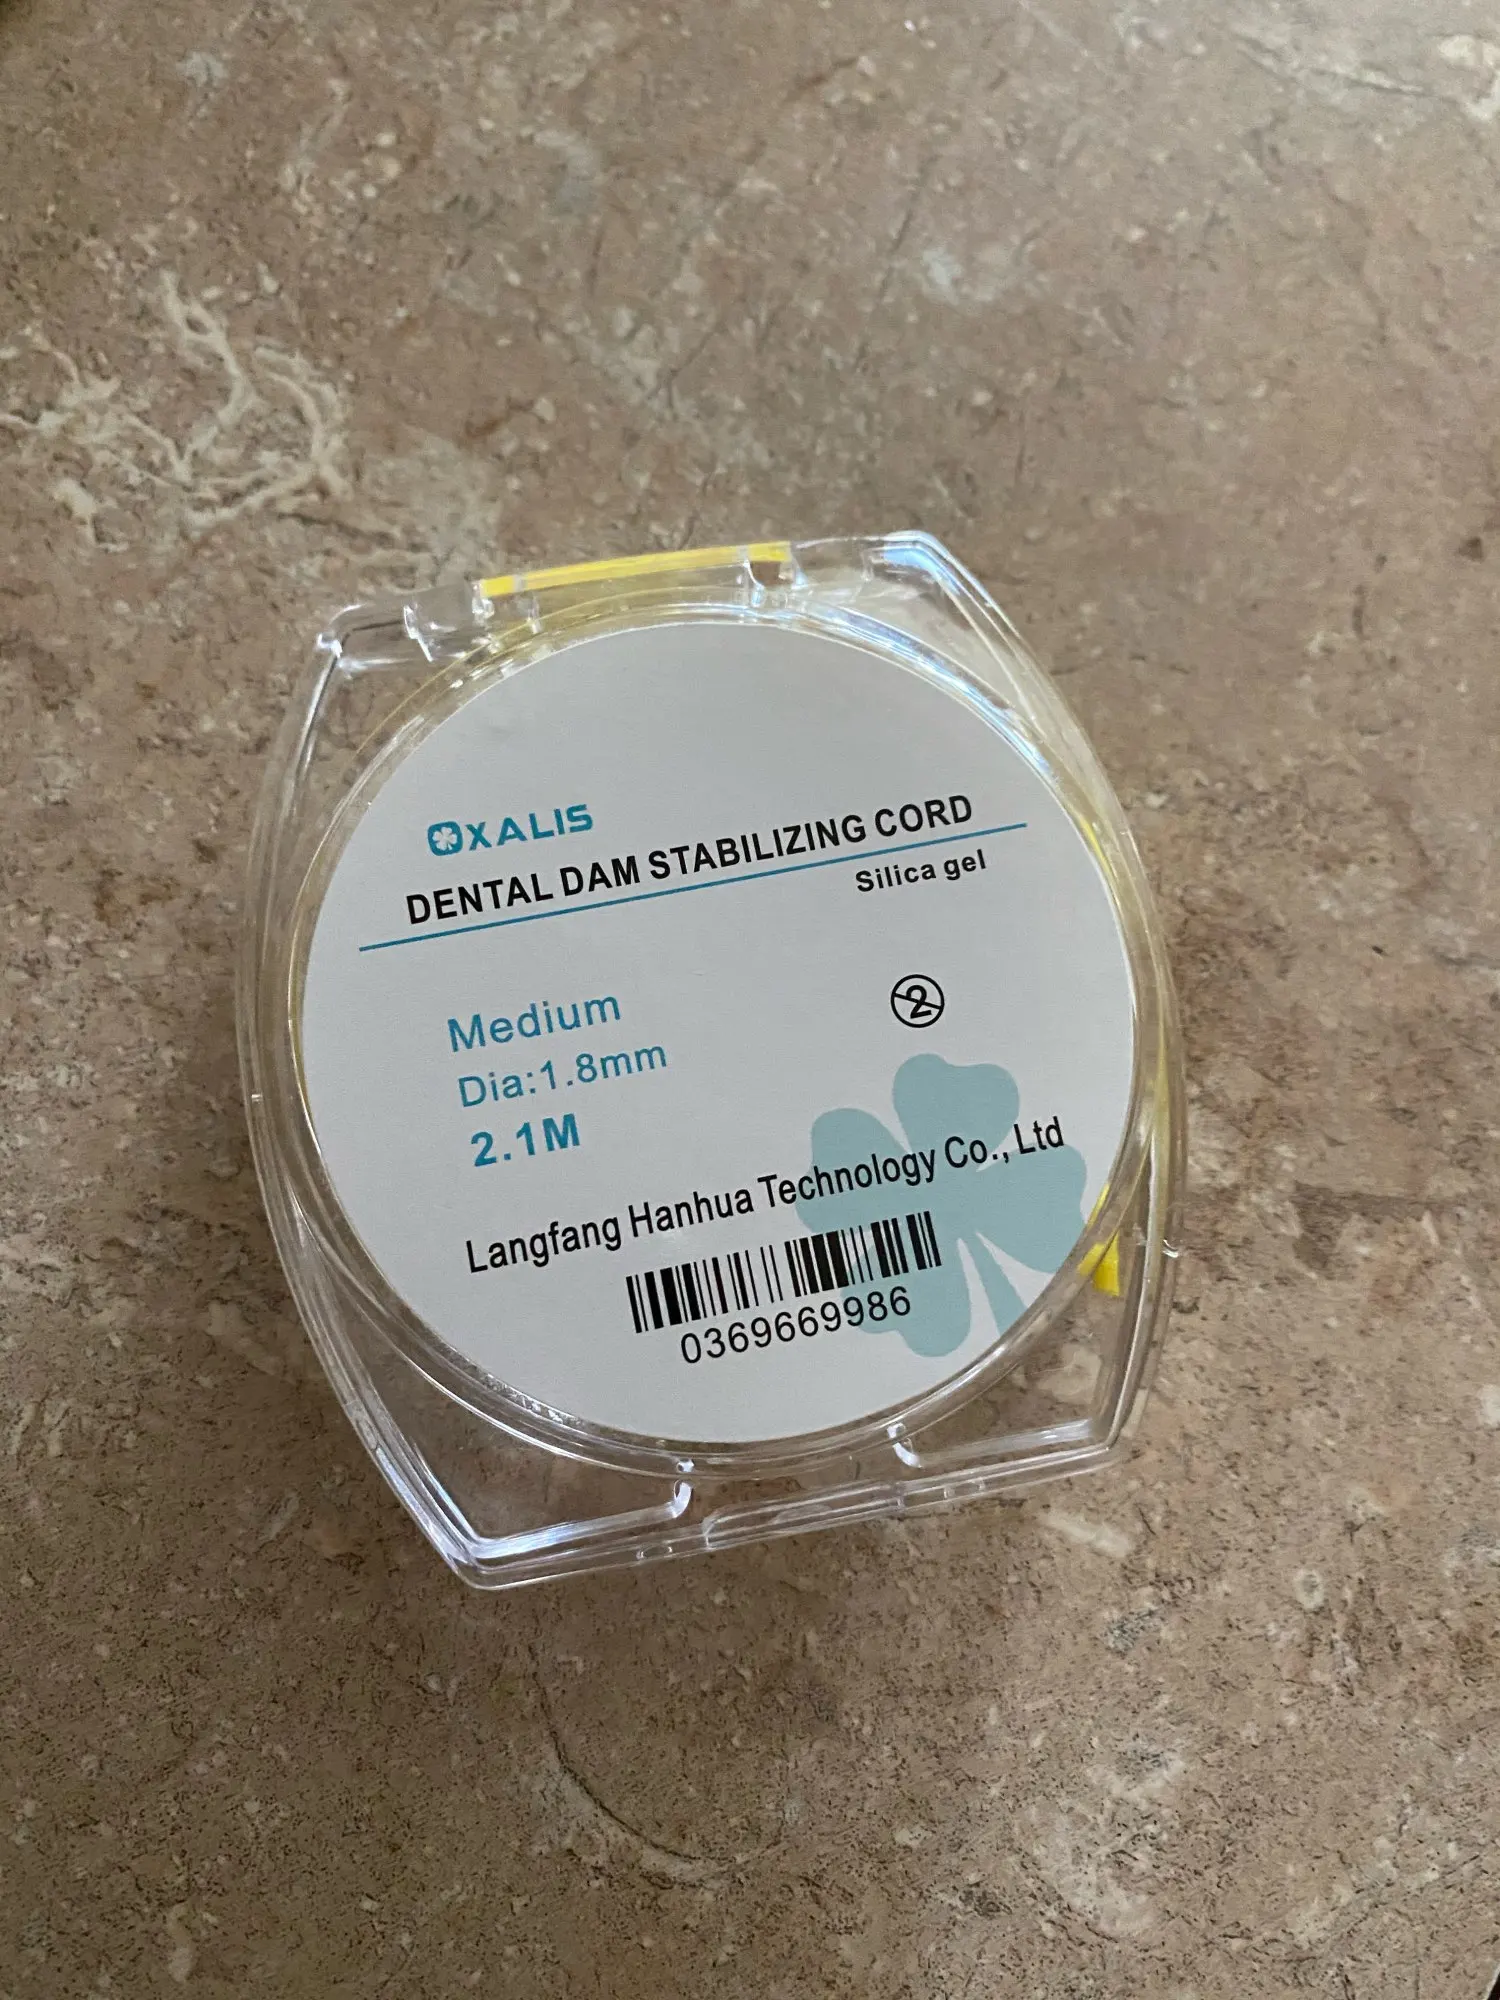 OXALIS
DENTAL DAM STABILIZING CORD
Silica gel
Medium
2
Dia:1.8mm
2.1M
Langfang Hanhua Technology Co., Ltd
0369669986